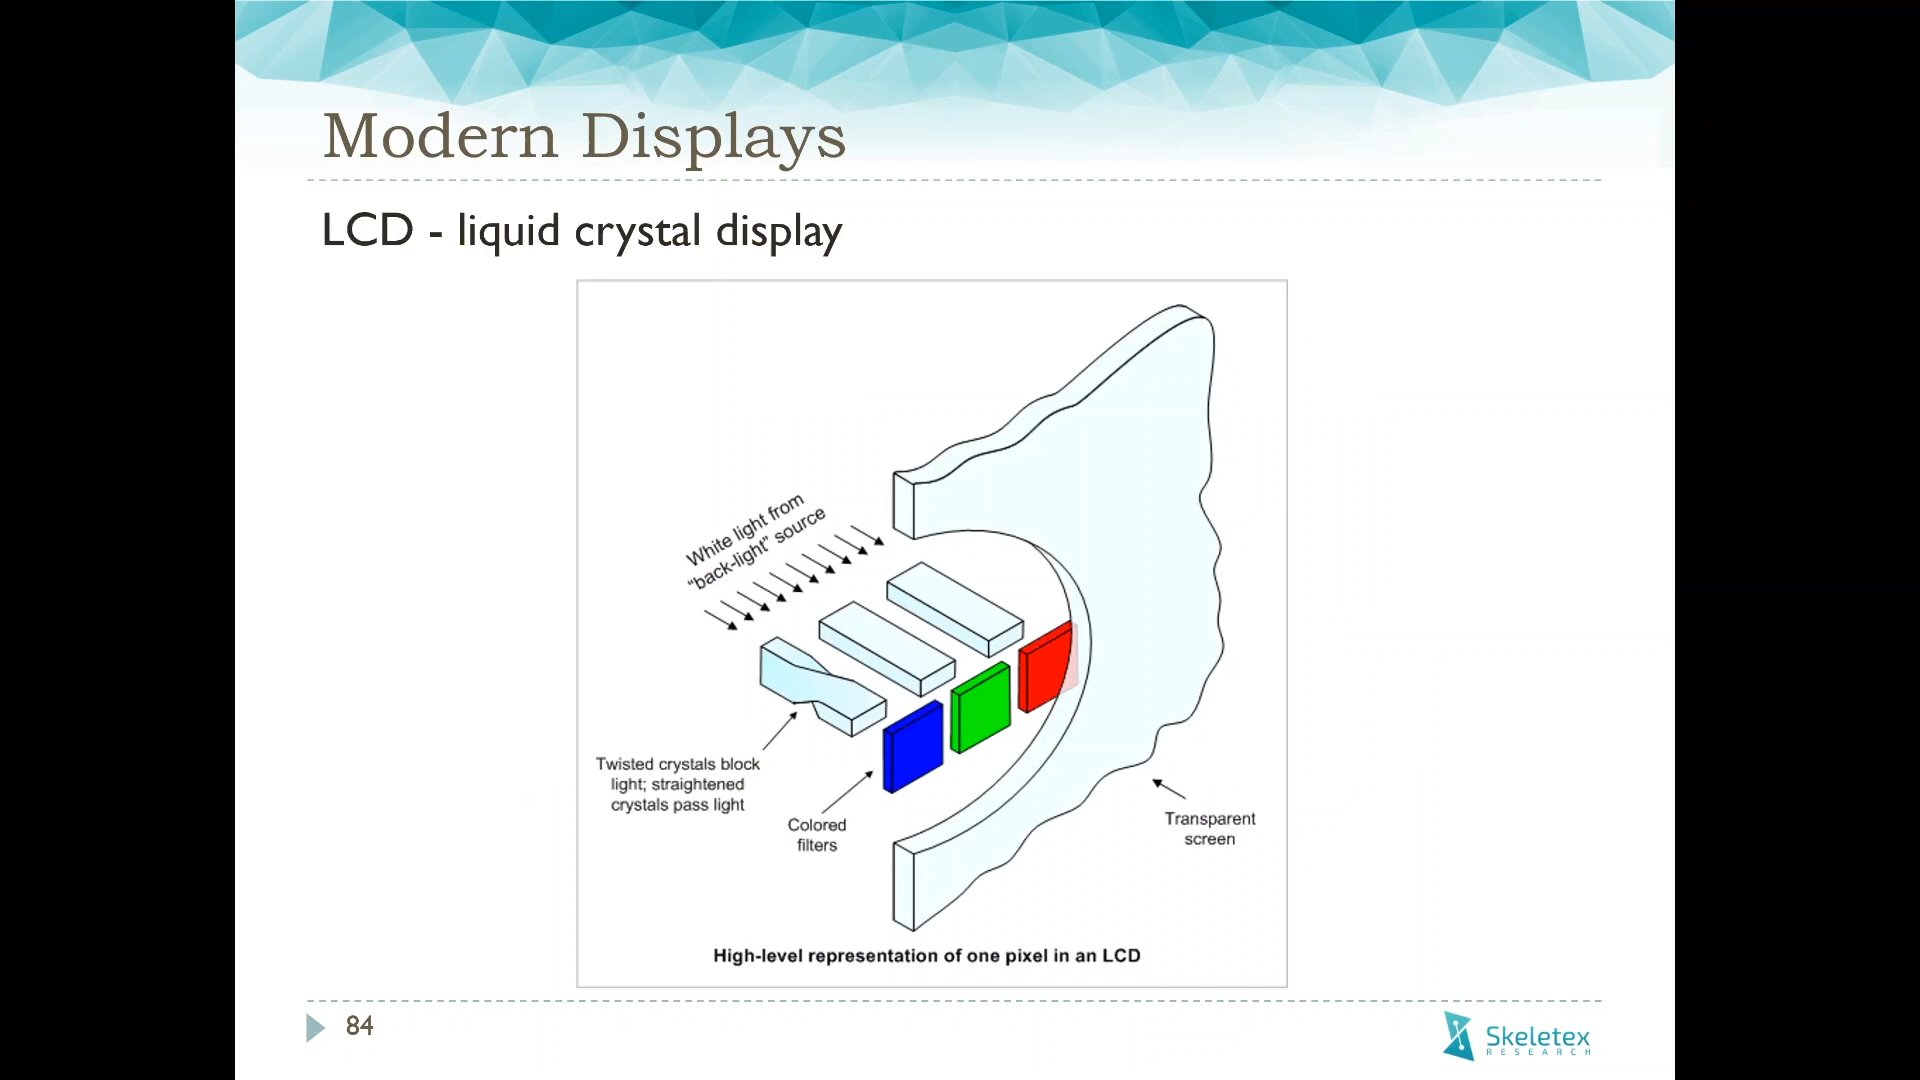 Modern Displays
LCD - liquid crystal display
White light from
"back-light" source
Twisted crystals block
light; straightened
crystals pass light
Colored
filters
Transparent
screen
High-level representation of one pixel in an LCD
84
Skeletex
RESEARCH